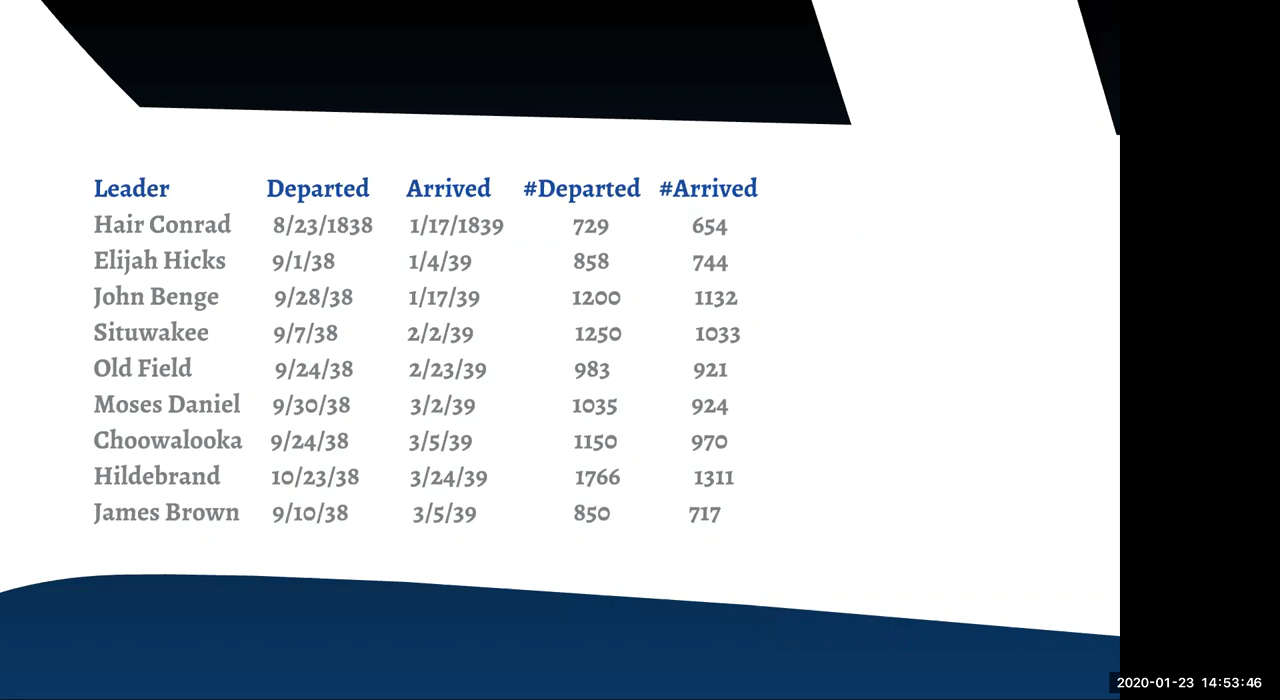 Leader Departed Arrived #Departed #Arrived
Hair Conrad 8/23/1838 1/17/1839 729 654
Elijah Hicks 9/1/38 1/4/39 858 744
John Benge 9/28/38 1/17/39 1200 1132
Situwakee 9/7/38 2/2/39 1250 1033
Old Field 9/24/38 2/23/39 983 921
Moses Daniel 9/30/38 3/2/39 1035 924
Choowalooka 9/24/38 3/5/39 1150 970
Hildebrand 10/23/38 3/24/39 1766 1311
James Brown 9/10/38 3/5/39 850 717
2020-01-23 14:53:46